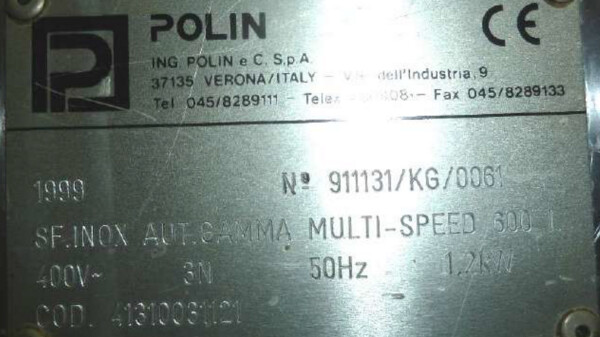 POLIN
CE
ING. POLIN e C. S.p.A.
37135 VERONA/ITALY - dell'Industria, 9
Tel. 045/8289111 - Telex - Fax 045/8289133
1999 Nº 911131/KG/0061
SF.INOX AUT.GAMMA MULTI-SPEED 600
400V~ 3N 50Hz 1,2KW
COD. 41310031121